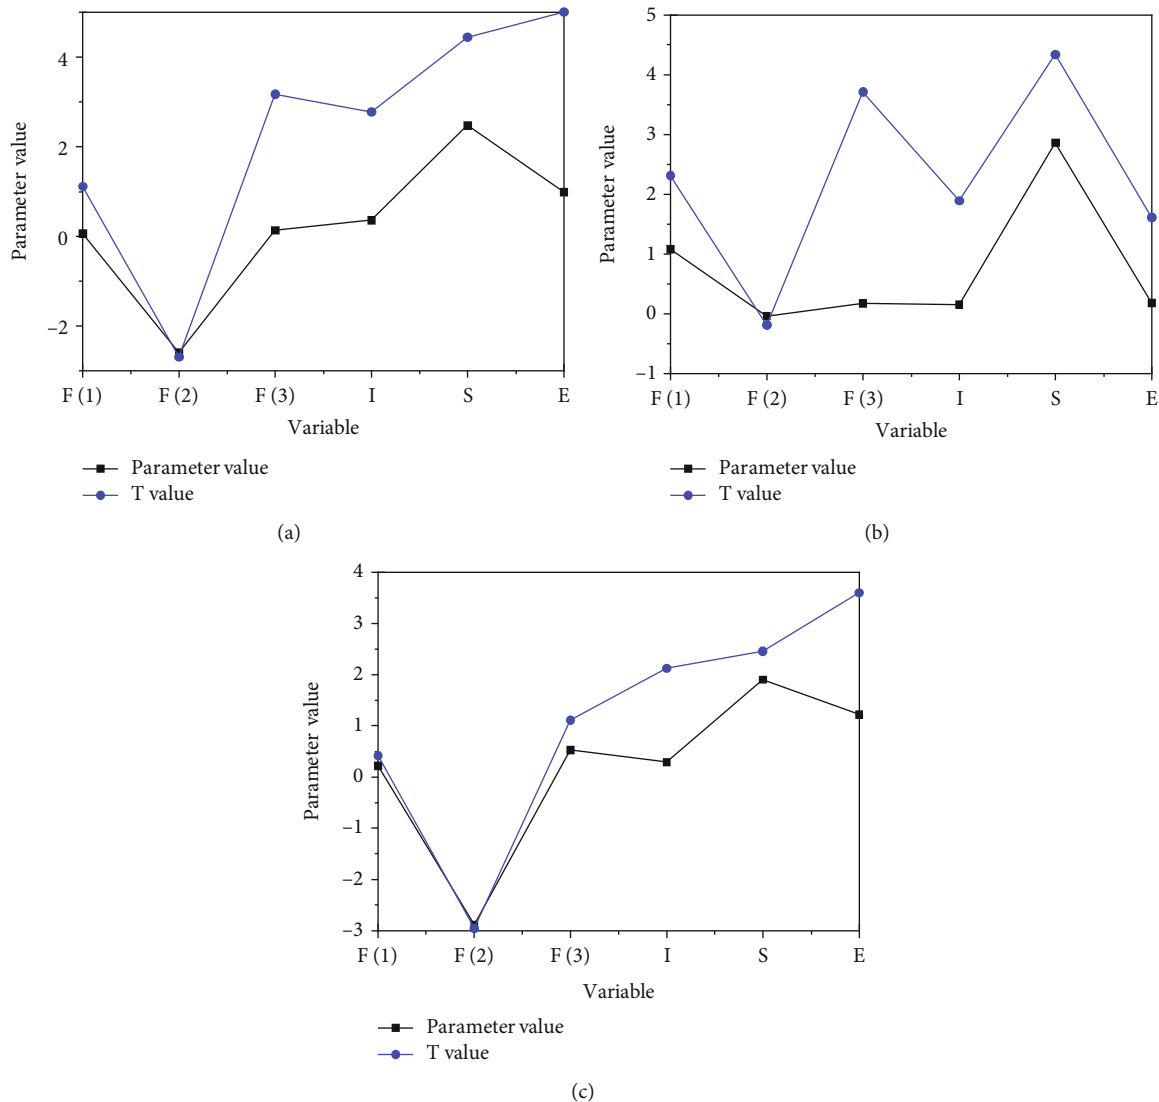 Parameter value
4
2
0
–2
F (1) F (2) F (3) I S E
Variable
Parameter value
T value
(a)
Parameter value
5
4
3
2
1
0
–1
F (1) F (2) F (3) I S E
Variable
Parameter value
T value
(b)
Parameter value
4
3
2
1
0
–1
–2
–3
F (1) F (2) F (3) I S E
Variable
Parameter value
T value
(c)